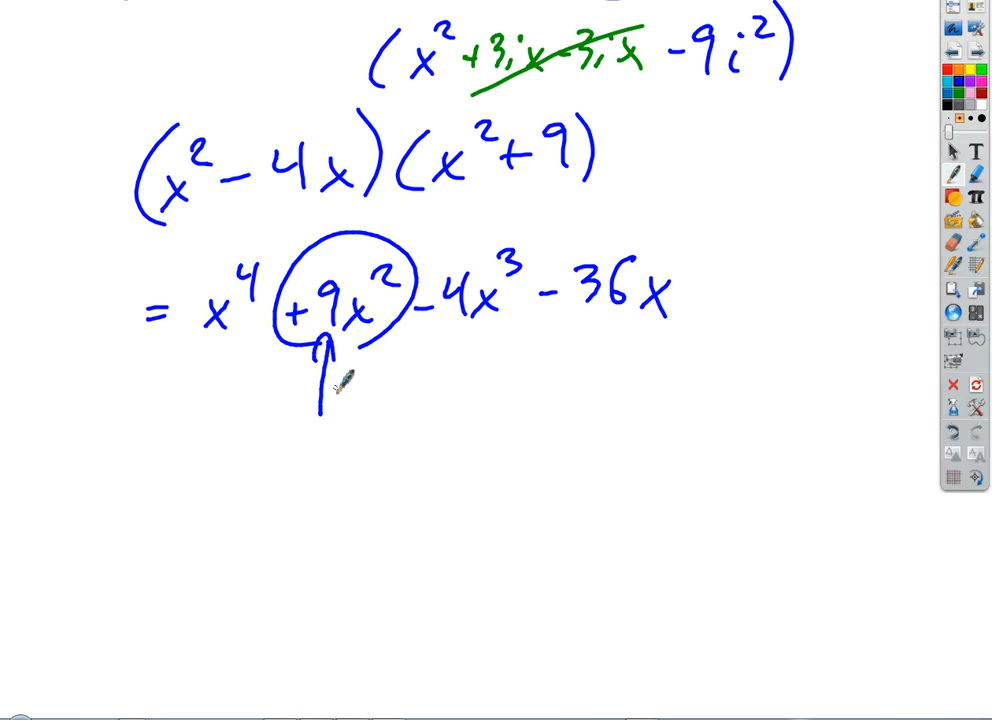 (x² +3ix -3ix -9i²)
(x² - 4x)(x² + 9)
= x⁴ +9x² -4x³ - 36x